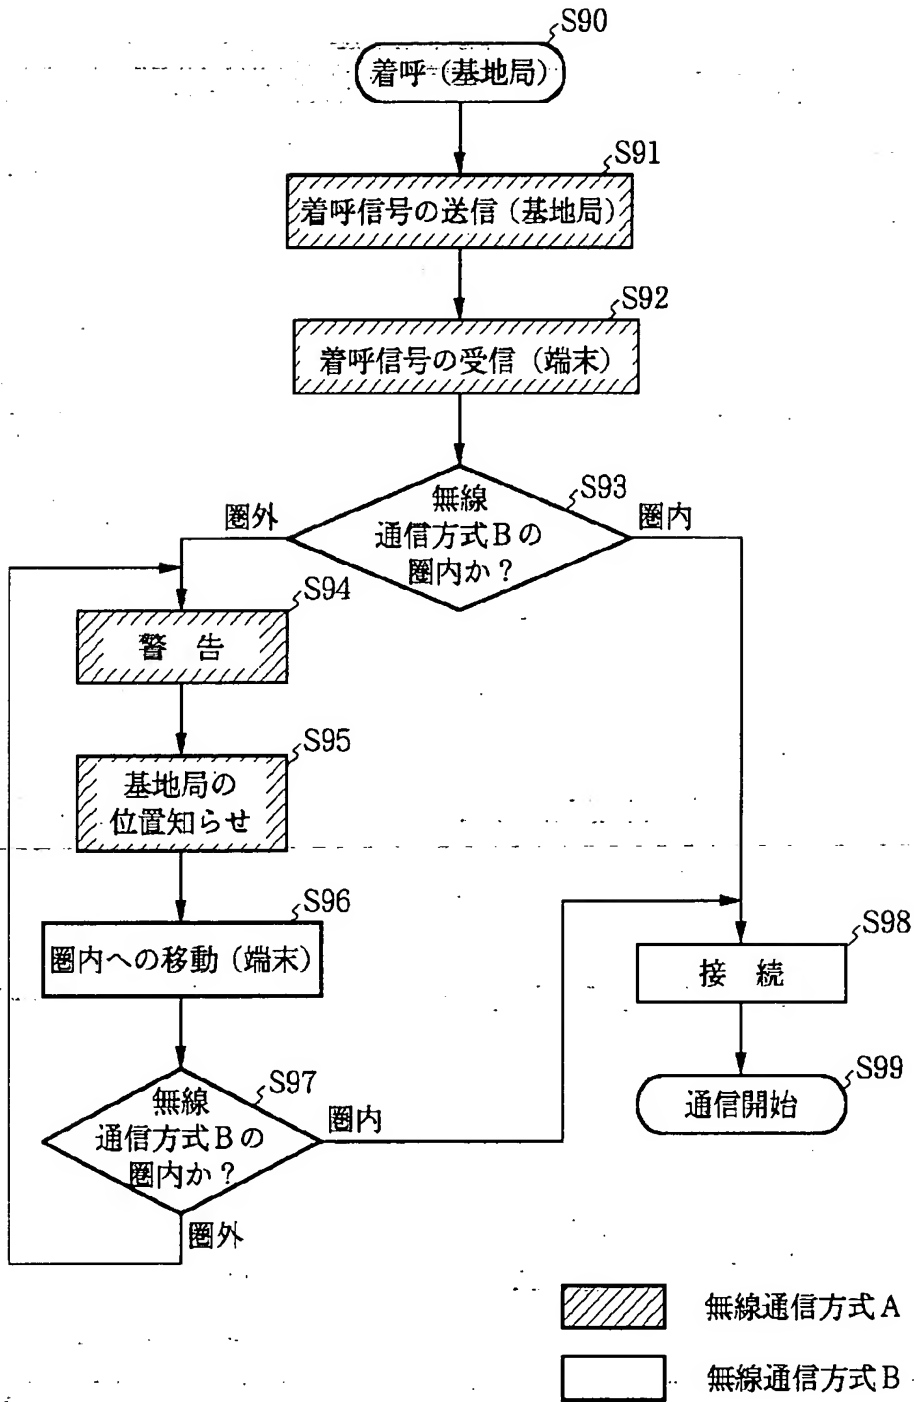 S90
着呼（基地局）
S91
着呼信号の送信（基地局）
S92
着呼信号の受信（端末）
S93
無線
通信方式Bの
圏内か？
圏外
圏内
S94
警　告
S95
基地局の
位置知らせ
S96
圏内への移動（端末）
S97
無線
通信方式Bの
圏内か？
圏内
圏外
S98
接　続
S99
通信開始
無線通信方式A
無線通信方式B